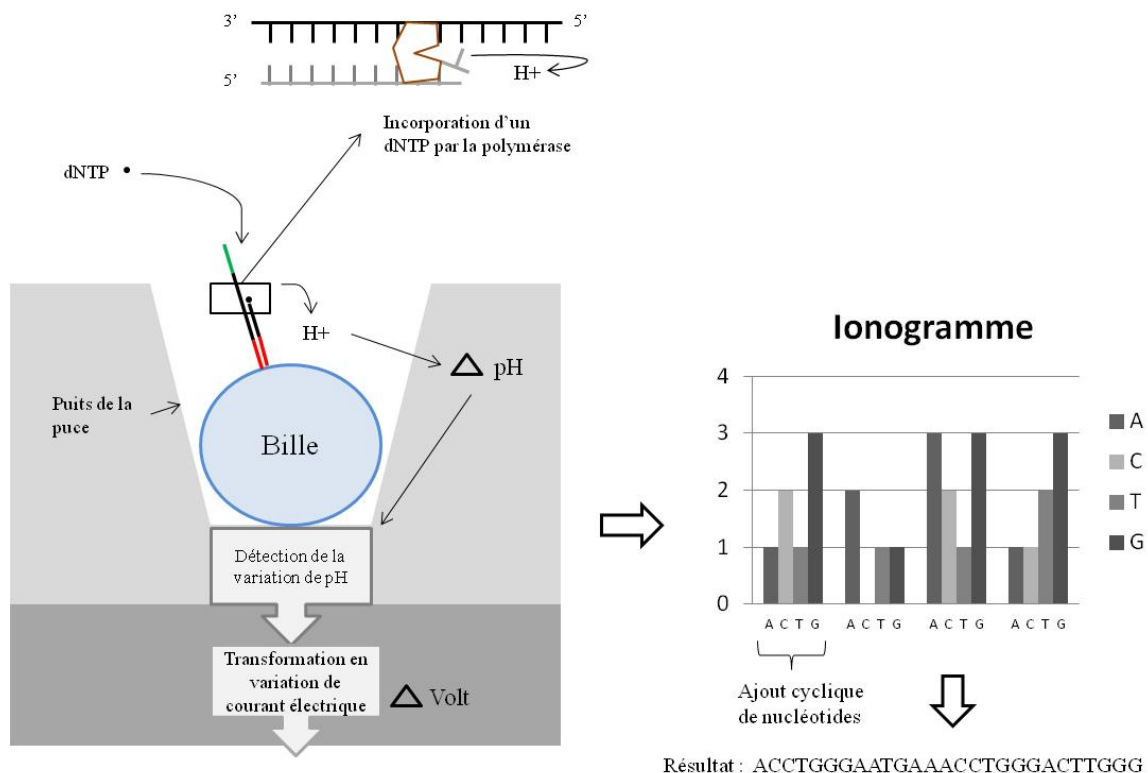 3’ 5’
5’ H+
Incorporation d’un
dNTP par la polymérase
dNTP
H+
pH
Puits de la
puce
Bille
Détection de la
variation de pH
Transformation en
variation de
courant électrique
Volt
Ionogramme
4
3
2
1
0
A
C
T
G
A C T G A C T G A C T G A C T G
Ajout cyclique
de nucléotides
Résultat : ACCTGGGAATGAAACCTGGGACTTGGG